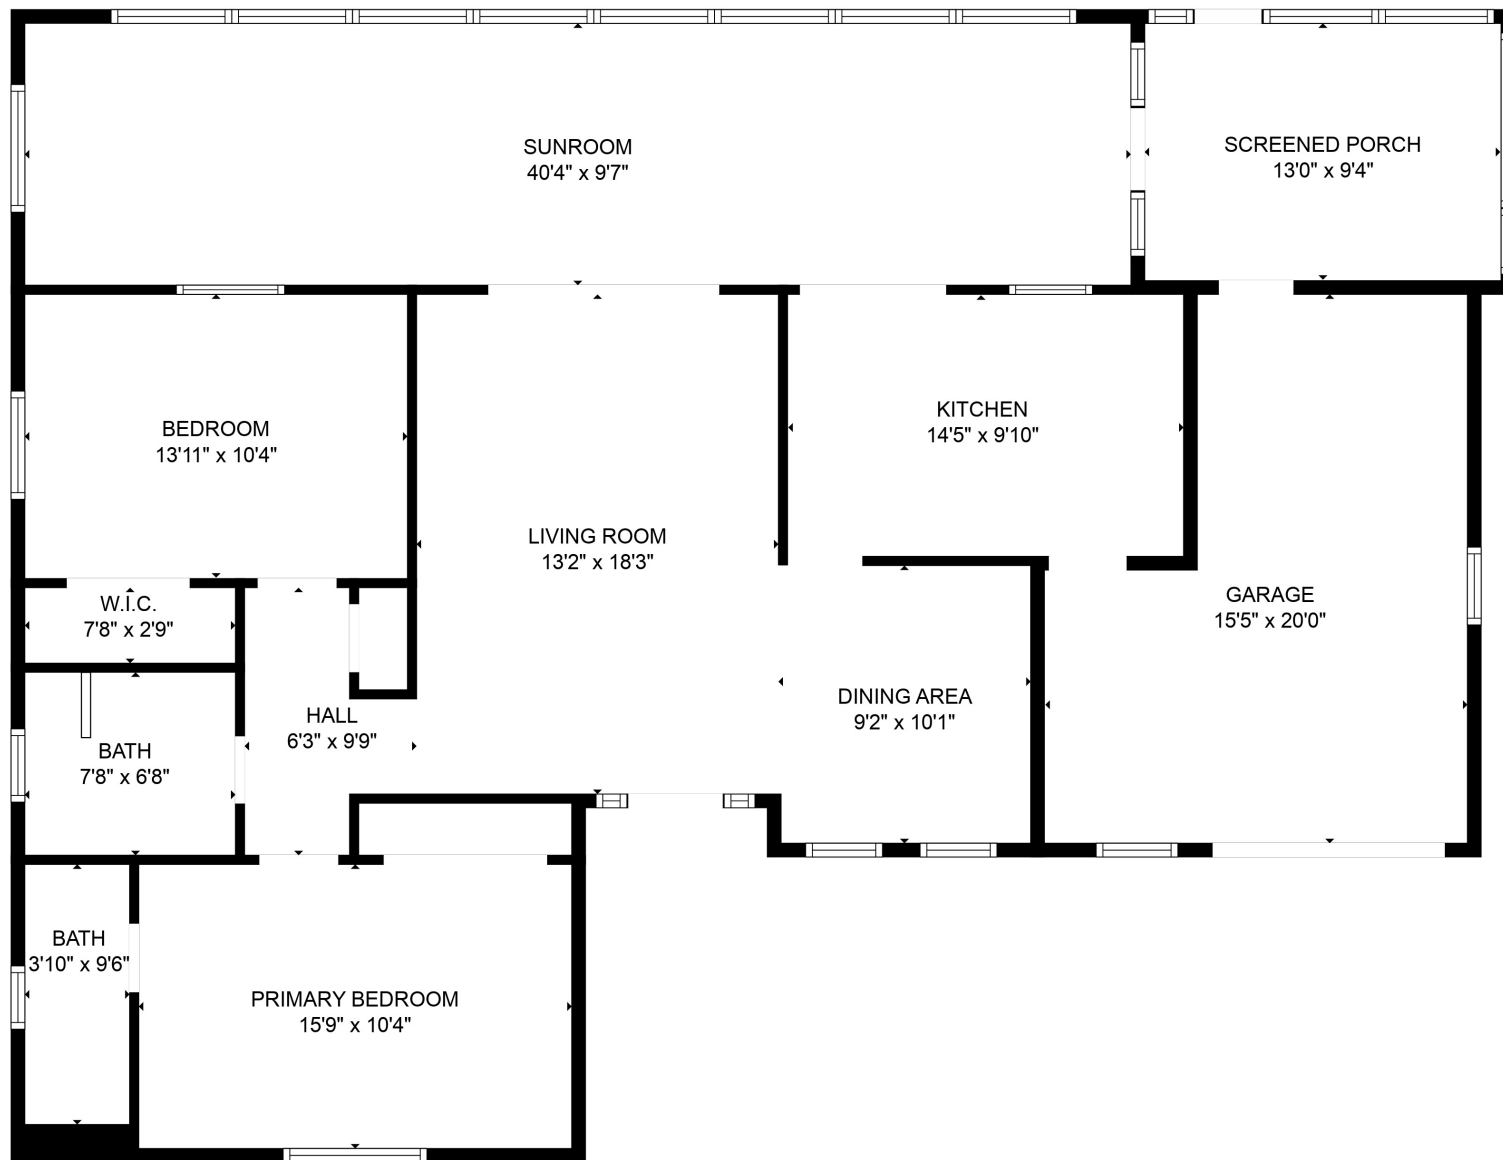 SUNROOM
40'4" x 9'7"
SCREENED PORCH
13'0" x 9'4"
BEDROOM
13'11" x 10'4"
LIVING ROOM
13'2" x 18'3"
KITCHEN
14'5" x 9'10"
GARAGE
15'5" x 20'0"
W.I.C.
7'8" x 2'9"
BATH
7'8" x 6'8"
HALL
6'3" x 9'9"
DINING AREA
9'2" x 10'1"
BATH
3'10" x 9'6"
PRIMARY BEDROOM
15'9" x 10'4"